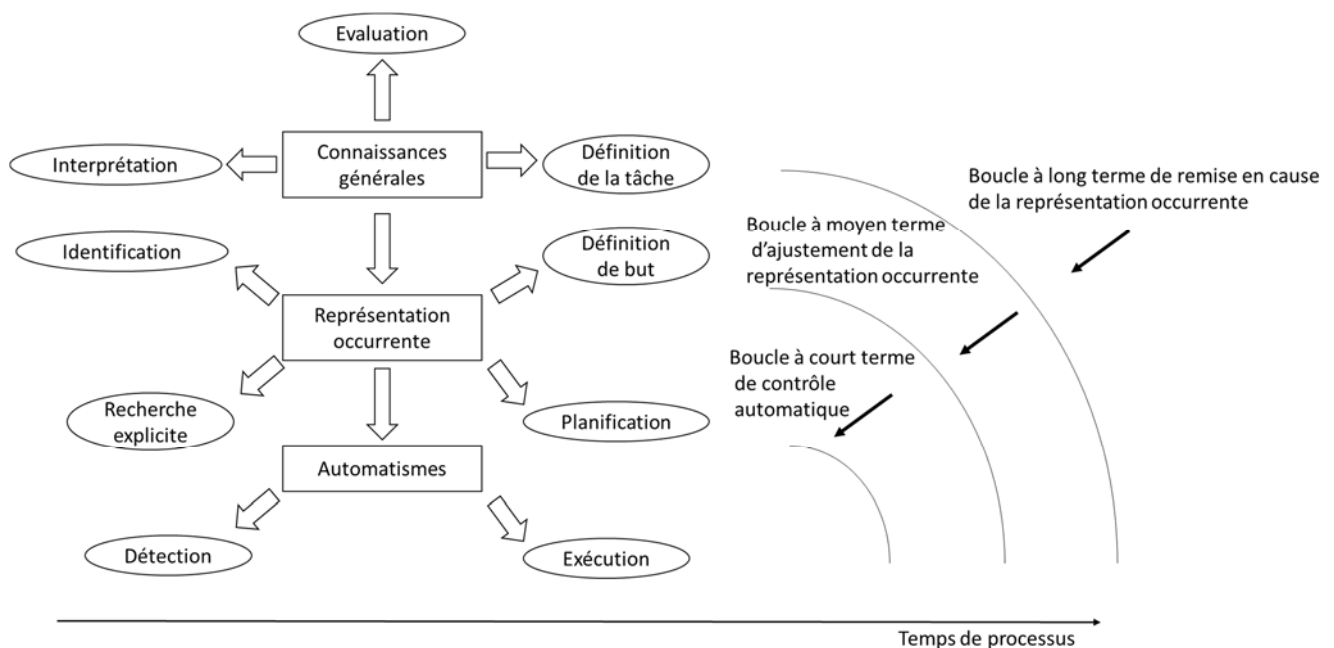 Evaluation
Interprétation
Connaissances
générales
Définition
de la tâche
Identification
Définition
de but
Représentation
occurrente
Recherche
explicite
Planification
Automatismes
Détection
Exécution
Boucle à long terme de remise en cause
de la représentation occurrente
Boucle à moyen terme
d'ajustement de la
représentation occurrente
Boucle à court terme
de contrôle
automatique
Temps de processus